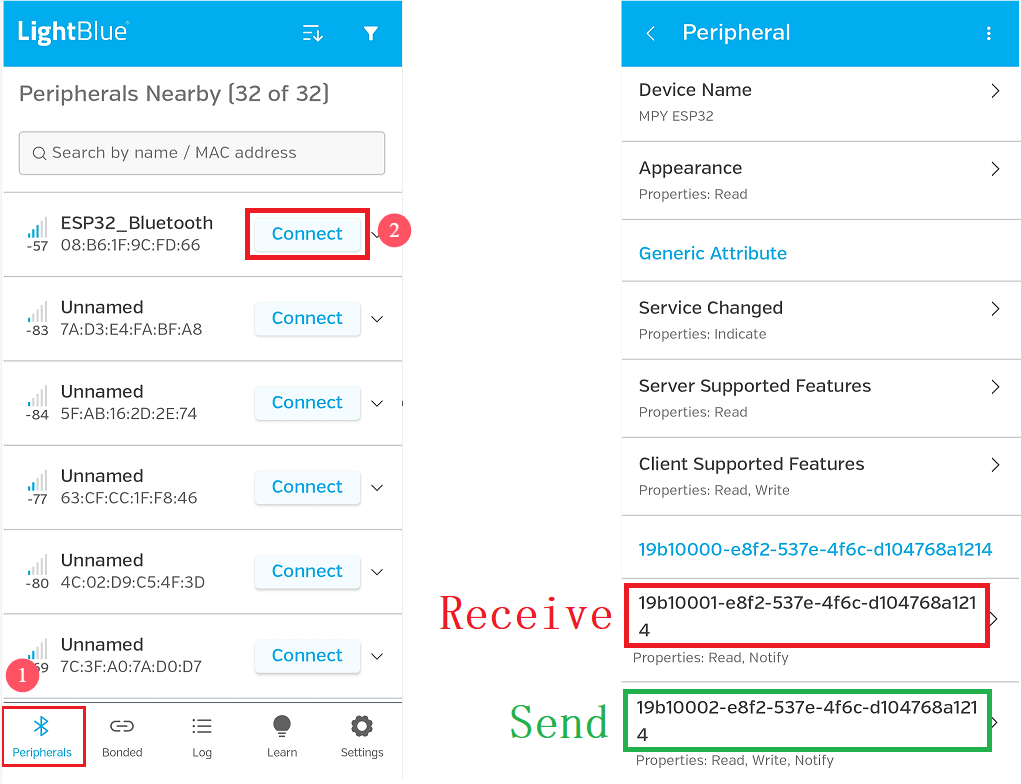 LightBlue®
Peripherals Nearby (32 of 32)
Search by name / MAC address
ESP32_Bluetooth
-57
08:B6:1F:9C:FD:66
Connect
2
Unnamed
-83
7A:D3:E4:FA:BF:A8
Connect
Unnamed
-84
5F:AB:16:2D:2E:74
Connect
Unnamed
-77
63:CF:CC:1F:F8:46
Connect
Unnamed
-80
4C:02:D9:C5:4F:3D
Connect
Unnamed
7C:3F:A0:7A:D0:D7
Connect
1
Peripherals
Bonded
Log
Learn
Settings
Peripheral
Device Name
MPY ESP32
Appearance
Properties: Read
Generic Attribute
Service Changed
Properties: Indicate
Server Supported Features
Properties: Read
Client Supported Features
Properties: Read, Write
19b10000-e8f2-537e-4f6c-d104768a1214
Receive
19b10001-e8f2-537e-4f6c-d104768a121
4
Properties: Read, Notify
Send
19b10002-e8f2-537e-4f6c-d104768a121
4
Properties: Read, Write, Notify